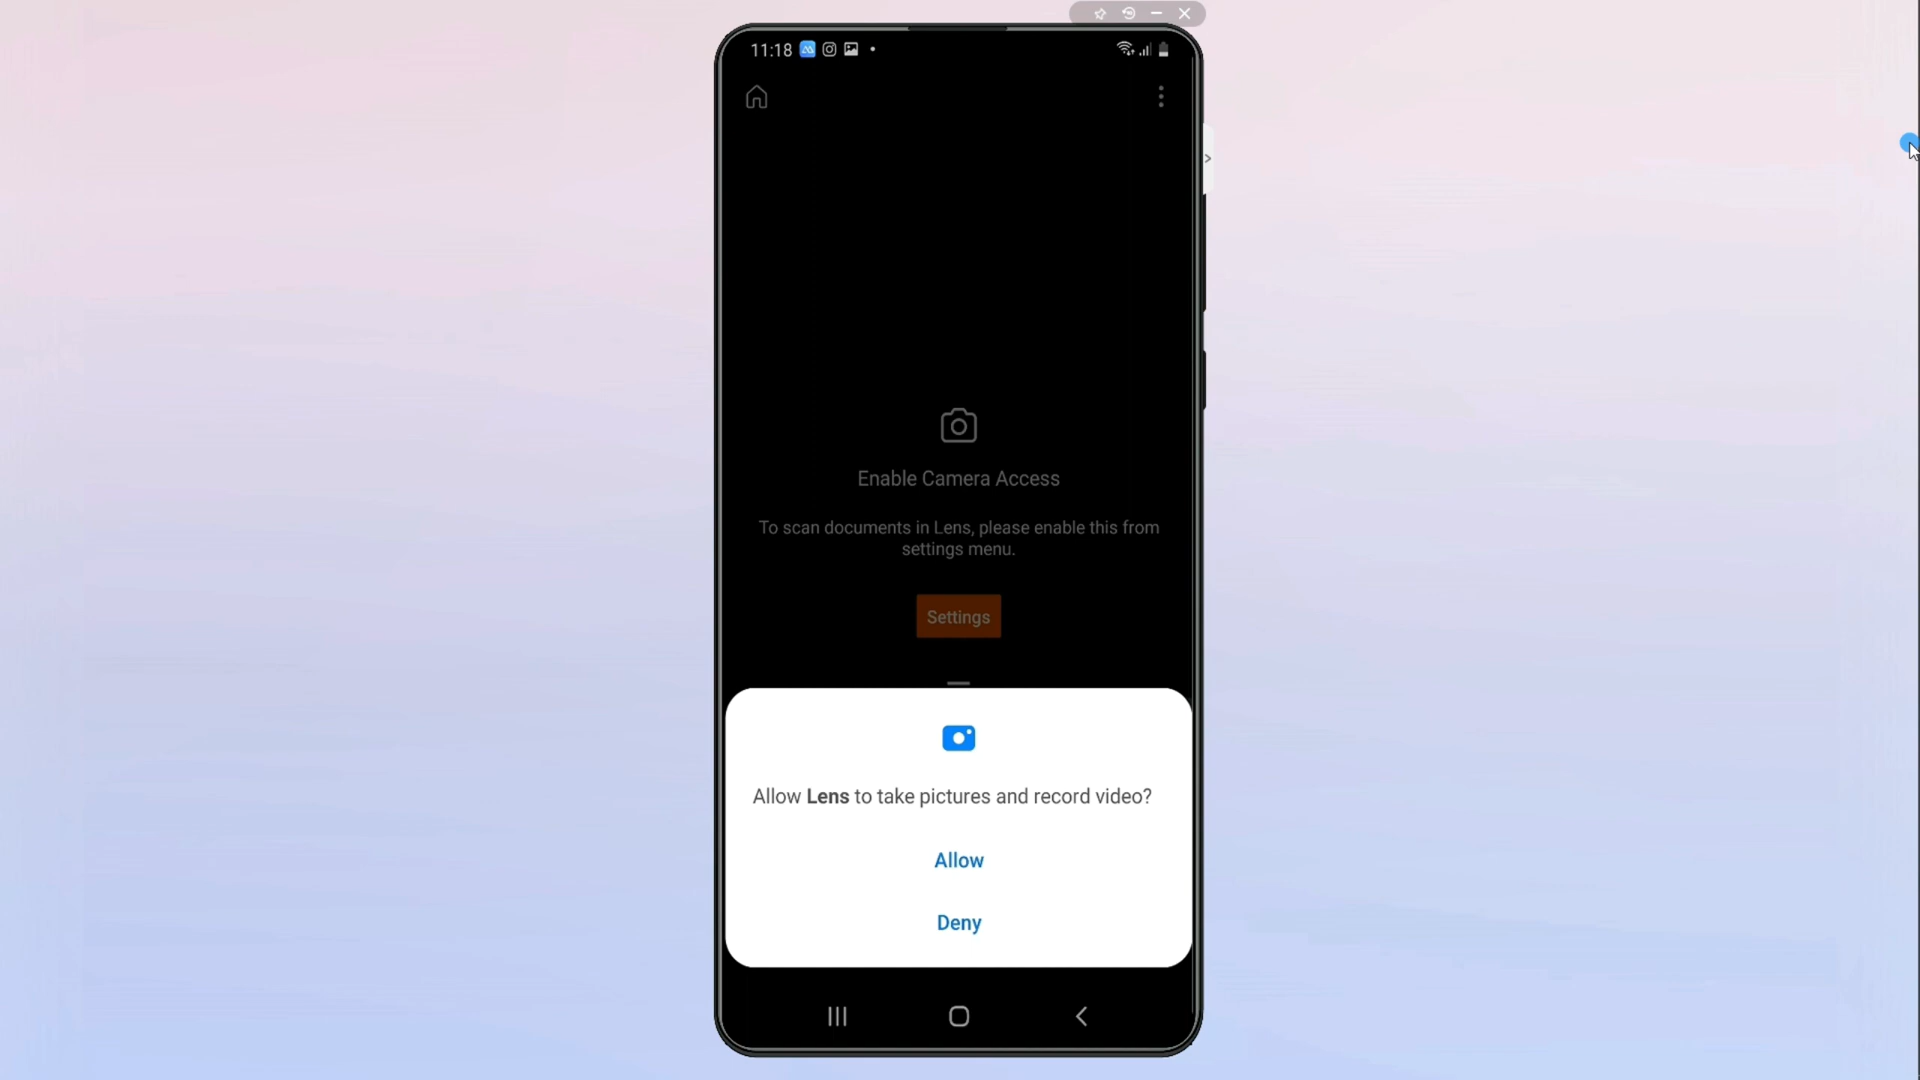 11:18
Enable Camera Access
To scan documents in Lens, please enable this from
settings menu.
Settings
Allow Lens to take pictures and record video?
Allow
Deny